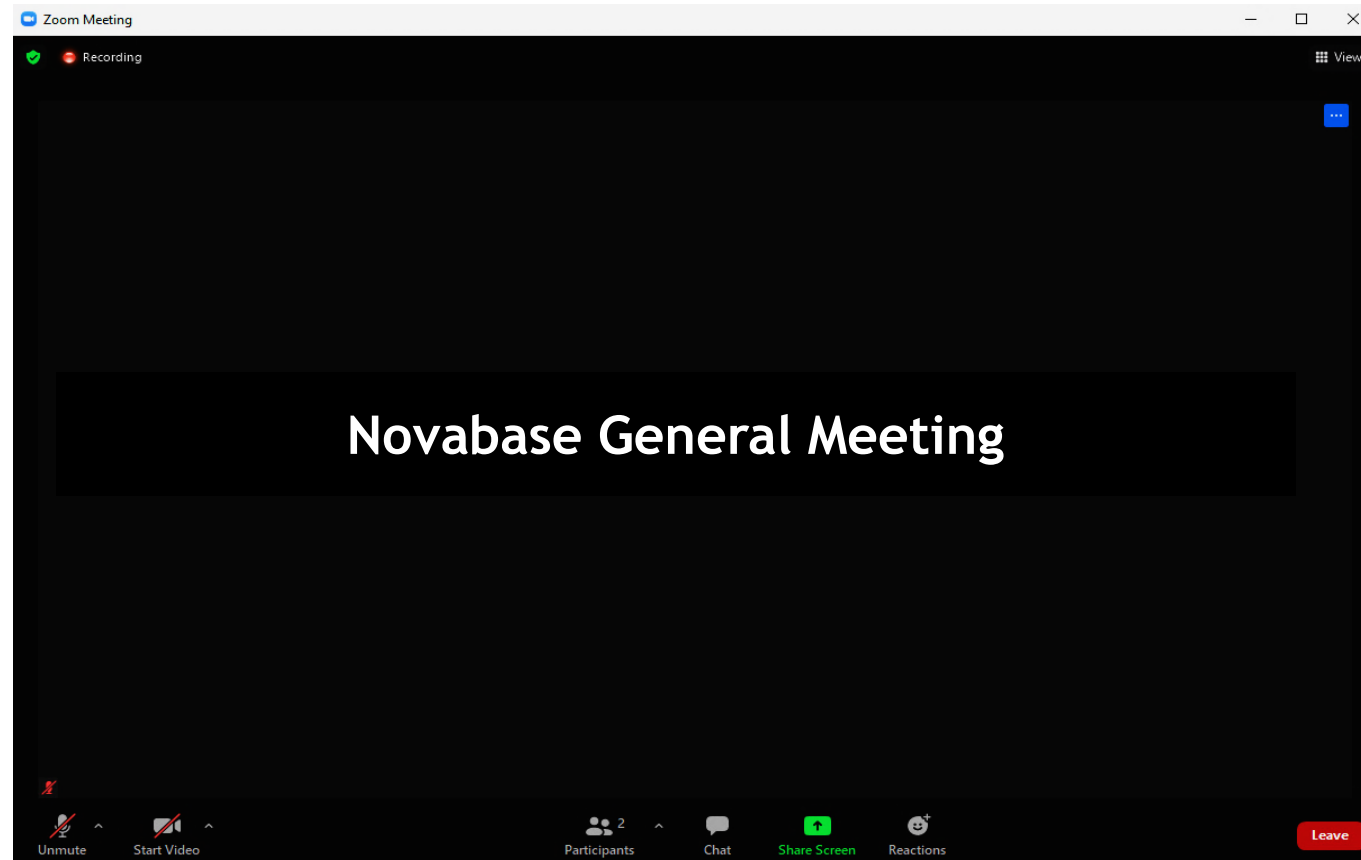 Zoom Meeting
Recording
View
Novabase General Meeting
Unmute
Start Video
2
Participants
Chat
Share Screen
Reactions
Leave